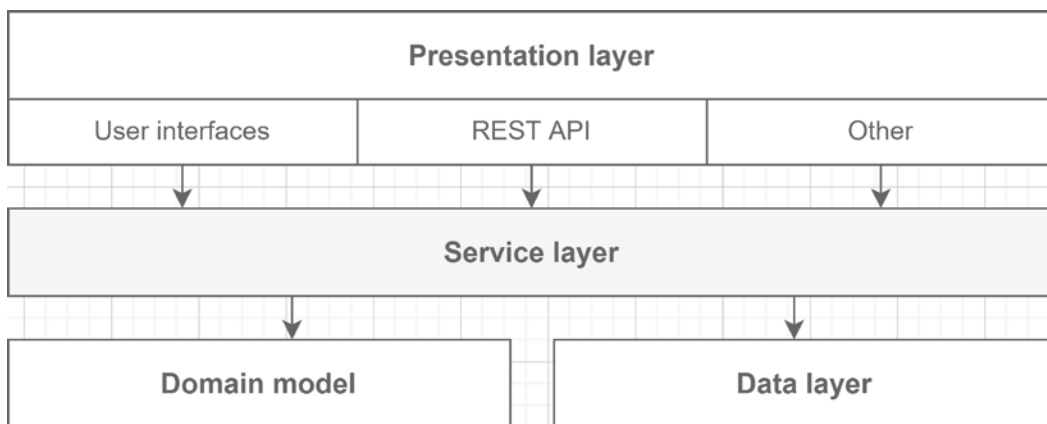 Presentation layer
User interfaces
REST API
Other
Service layer
Domain model
Data layer